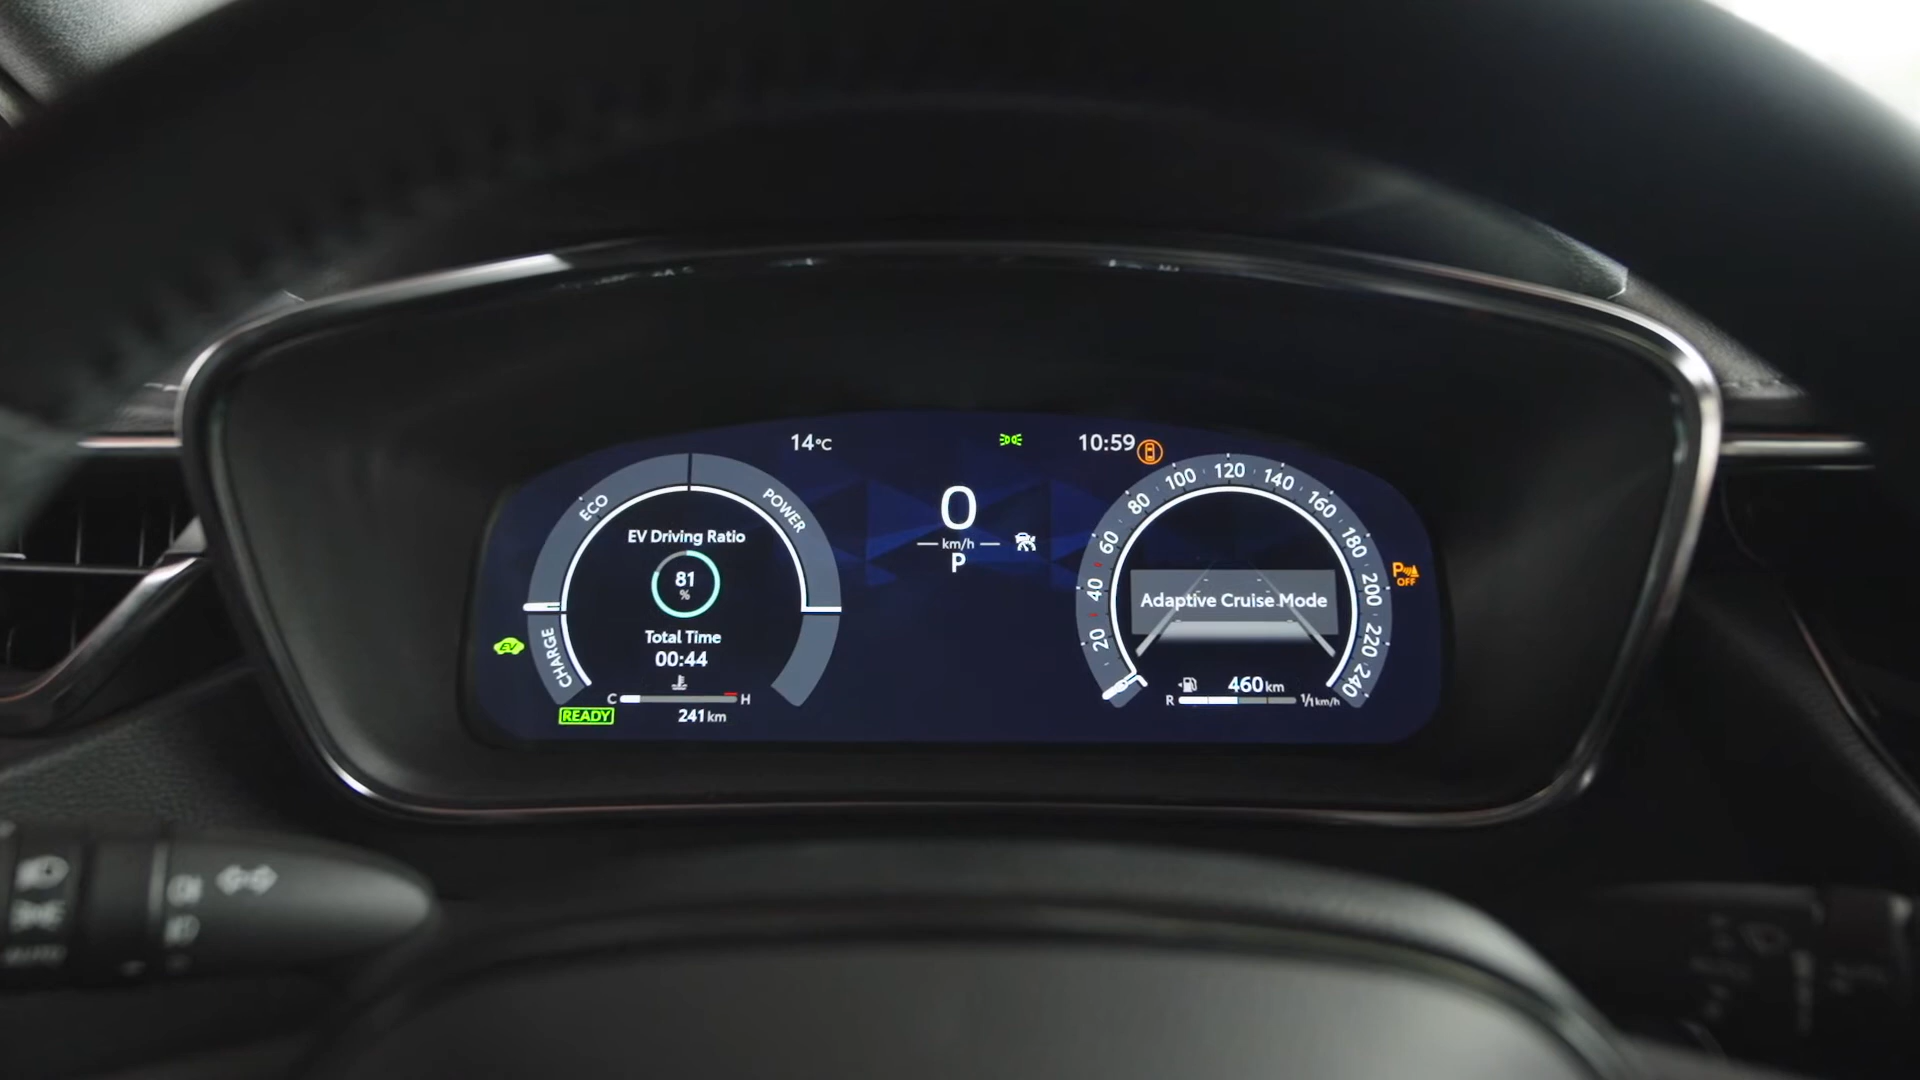 14°C
10:59
ECO
POWER
CHARGE
EV Driving Ratio
81
%
Total Time
00:44
C
H
EV
READY
241 km
0
km/h
P
20
40
60
80
100
120
140
160
180
200
220
240
Adaptive Cruise Mode
P
OFF
460 km
R
1/1
km/h
AUTO